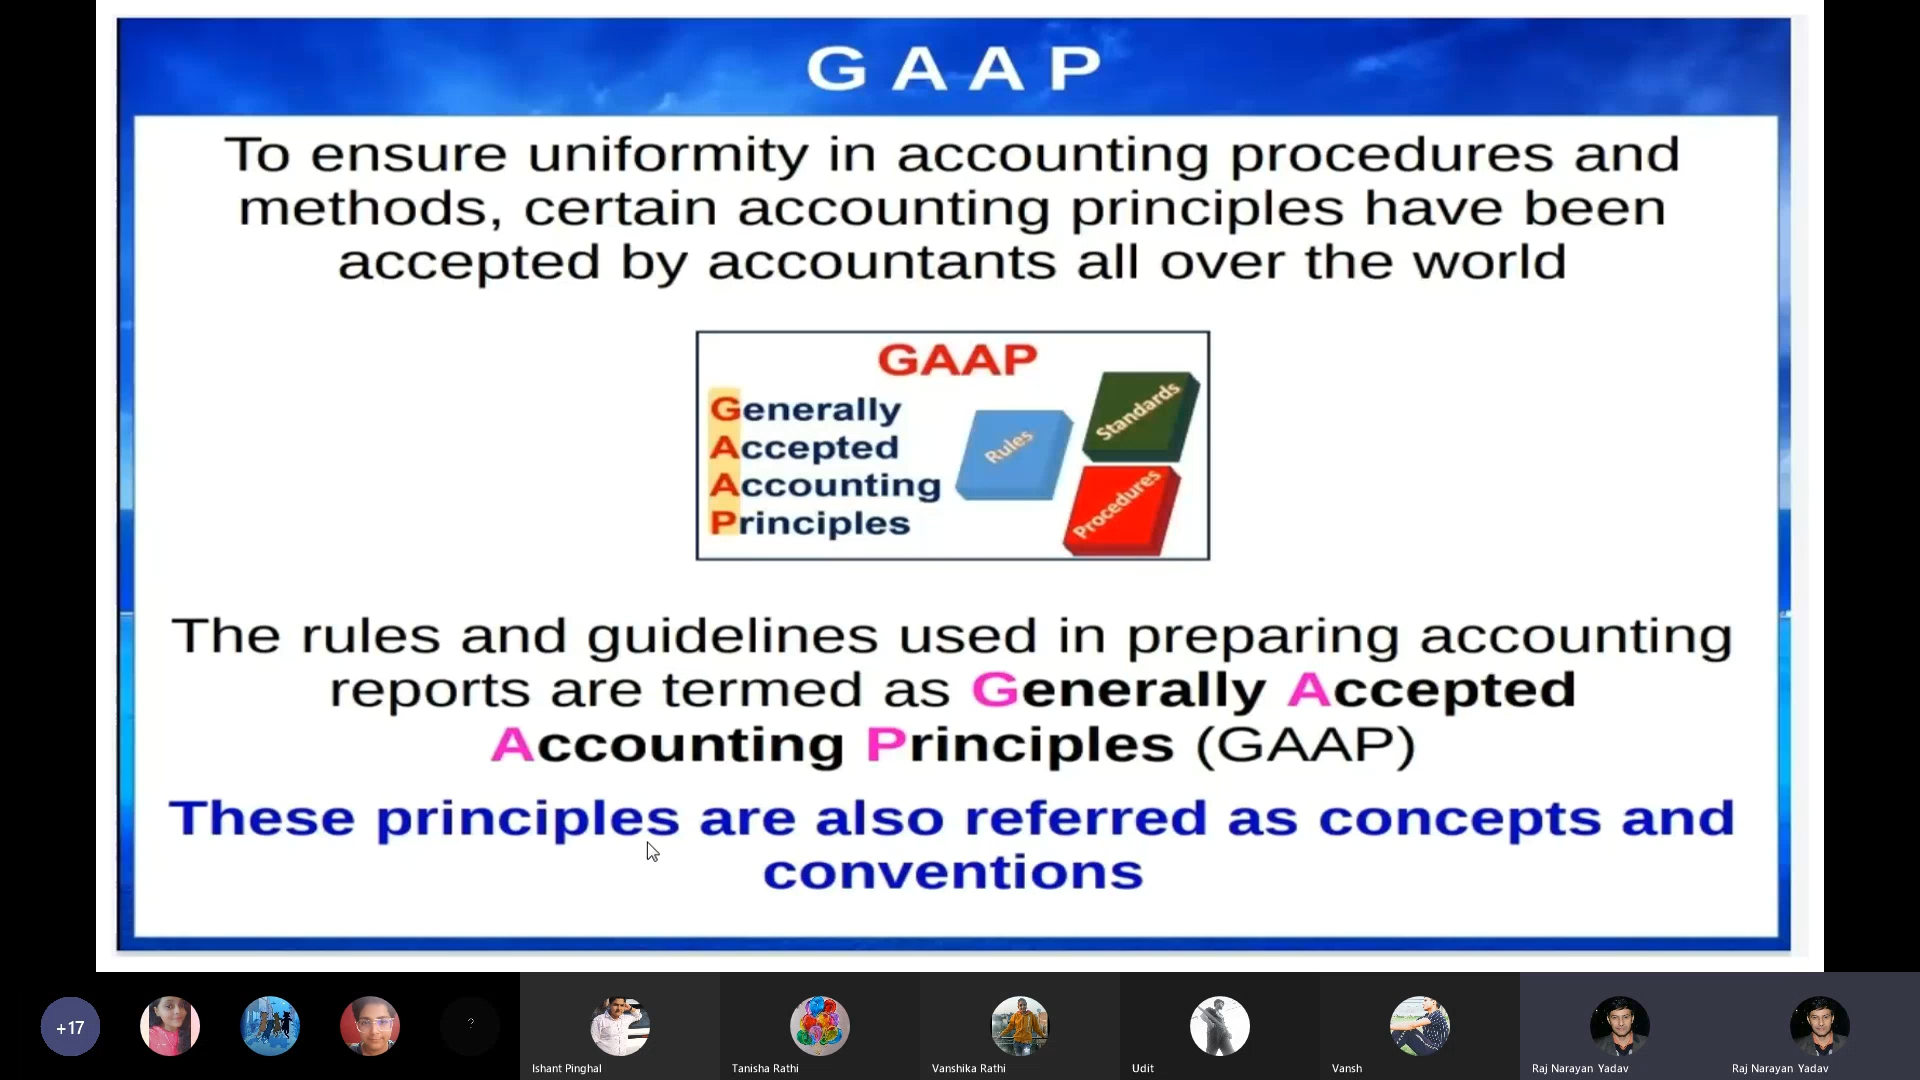 G A A P
To ensure uniformity in accounting procedures and
methods, certain accounting principles have been
accepted by accountants all over the world
GAAP
Generally
Accepted
Accounting
Principles
Rules
Standards
Procedures
The rules and guidelines used in preparing accounting
reports are termed as Generally Accepted
Accounting Principles (GAAP)
These principles are also referred as concepts and
conventions
+17
?
Ishant Pinghal
Tanisha Rathi
Vanshika Rathi
Udit
Vansh
Raj Narayan Yadav
Raj Narayan Yadav